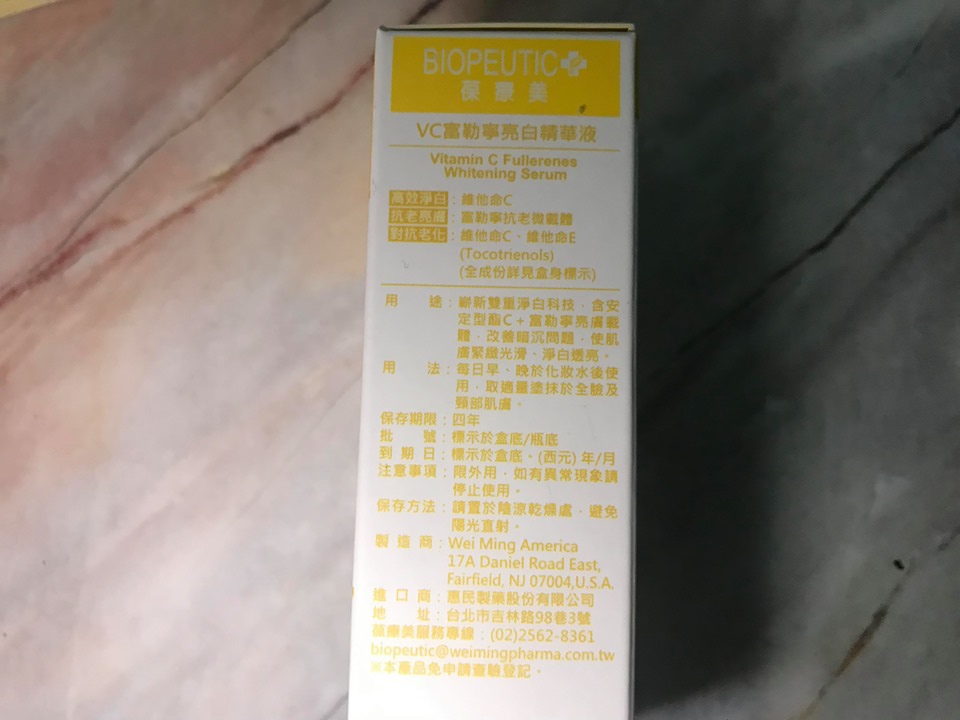 BIOPEUTIC
葆療美
VC富勒寧亮白精華液
Vitamin C Fullerenes
Whitening Serum
高效淨白：維他命C
抗老亮膚：富勒寧抗老微載體
對抗老化：維他命C、維他命E
(Tocotrienols)
(全成份詳見盒身標示)
用　途：嶄新雙重淨白科技，含安
定型酯C＋富勒寧亮膚載
體，改善暗沉問題，使肌
膚緊緻光滑、淨白透亮。
用　法：每日早、晚於化妝水後使
用，取適量塗抹於全臉及
頸部肌膚。
保存期限：四年
批　號：標示於盒底/瓶底
到期日：標示於盒底。(西元) 年/月
注意事項：限外用，如有異常現象請
停止使用。
保存方法：請置於陰涼乾燥處，避免
陽光直射。
製造商：Wei Ming America
17A Daniel Road East,
Fairfield, NJ 07004,U.S.A.
進口商：惠民製藥股份有限公司
地　址：台北市吉林路98巷3號
葆療美服務專線：(02)2562-8361
biopeutic@weimingpharma.com.tw
※本產品免申請查驗登記。